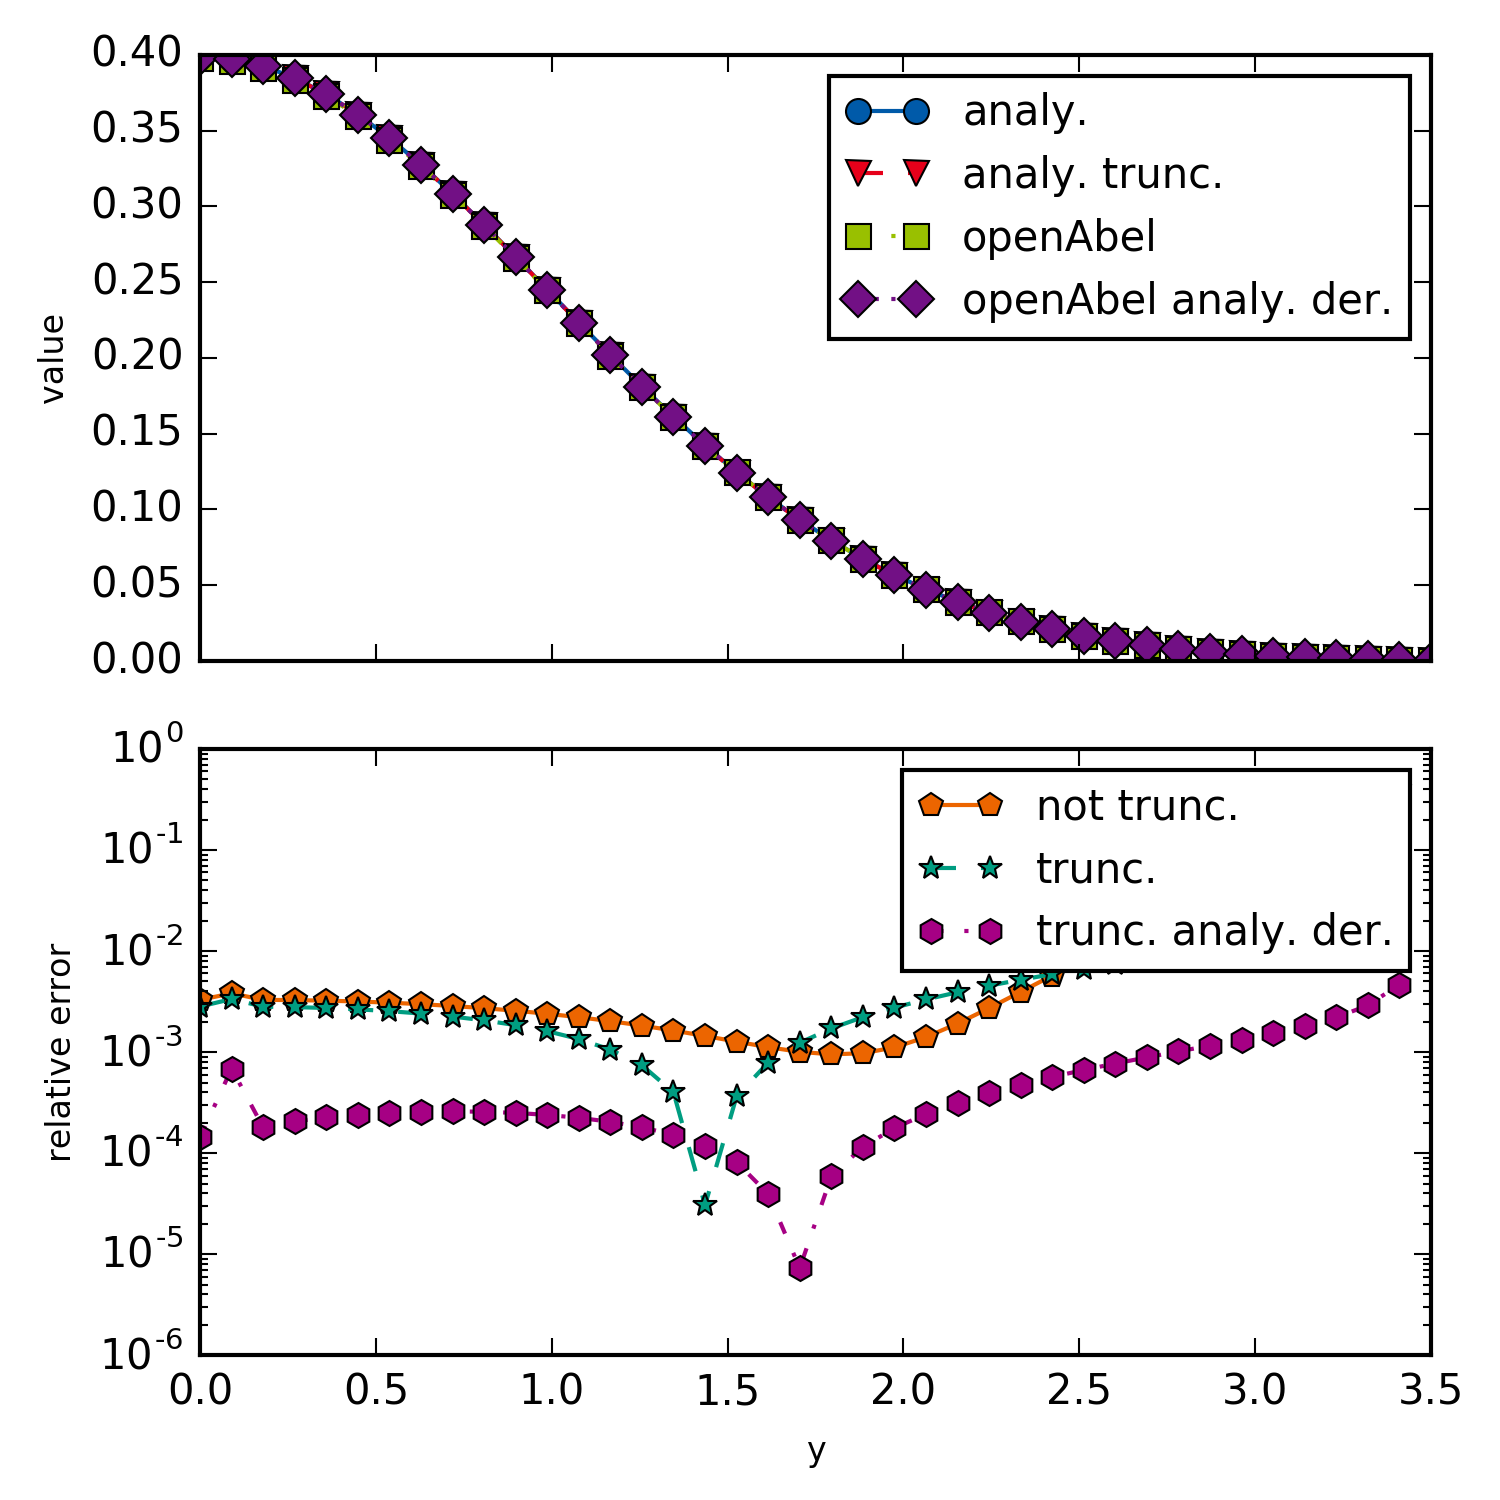 0.40
0.35
0.30
0.25
0.20
0.15
0.10
0.05
0.00
value
analy.
analy. trunc.
openAbel
openAbel analy. der.
10^0
10^-1
10^-2
10^-3
10^-4
10^-5
10^-6
relative error
not trunc.
trunc.
trunc. analy. der.
0.0 0.5 1.0 1.5 2.0 2.5 3.0 3.5
y